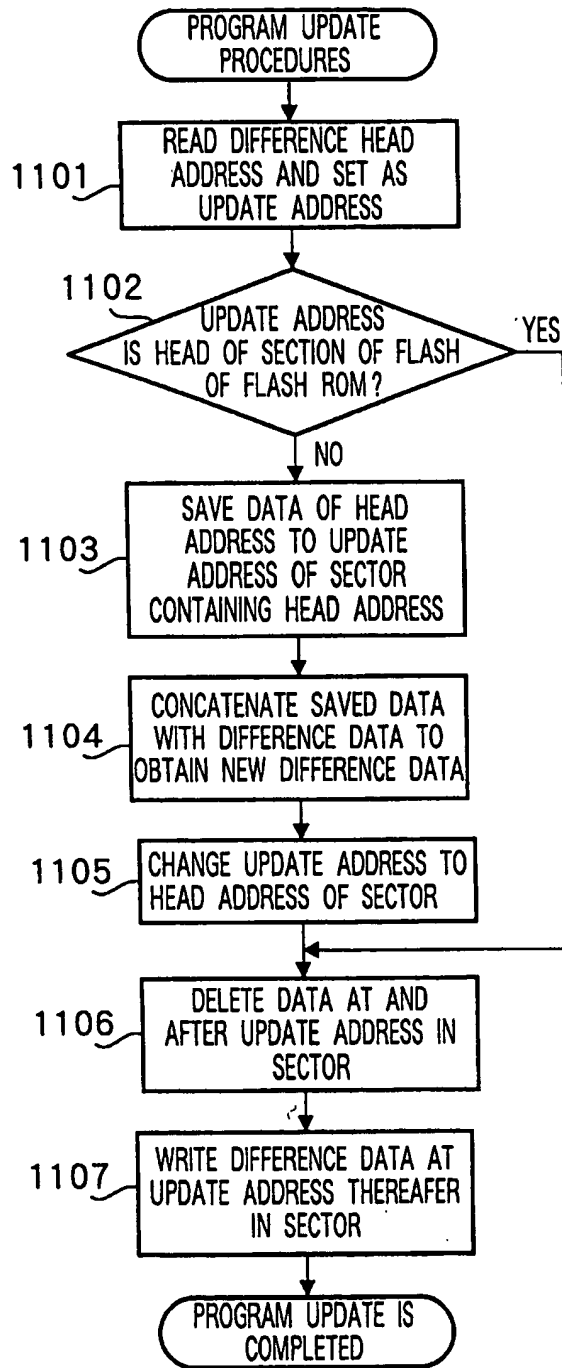 PROGRAM UPDATE
PROCEDURES
1101
READ DIFFERENCE HEAD
ADDRESS AND SET AS
UPDATE ADDRESS
1102
UPDATE ADDRESS
IS HEAD OF SECTION OF FLASH
OF FLASH ROM?
YES
NO
1103
SAVE DATA OF HEAD
ADDRESS TO UPDATE
ADDRESS OF SECTOR
CONTAINING HEAD ADDRESS
1104
CONCATENATE SAVED DATA
WITH DIFFERENCE DATA TO
OBTAIN NEW DIFFERENCE DATA
1105
CHANGE UPDATE ADDRESS TO
HEAD ADDRESS OF SECTOR
1106
DELETE DATA AT AND
AFTER UPDATE ADDRESS IN
SECTOR
1107
WRITE DIFFERENCE DATA AT
UPDATE ADDRESS THEREAFER
IN SECTOR
PROGRAM UPDATE IS
COMPLETED